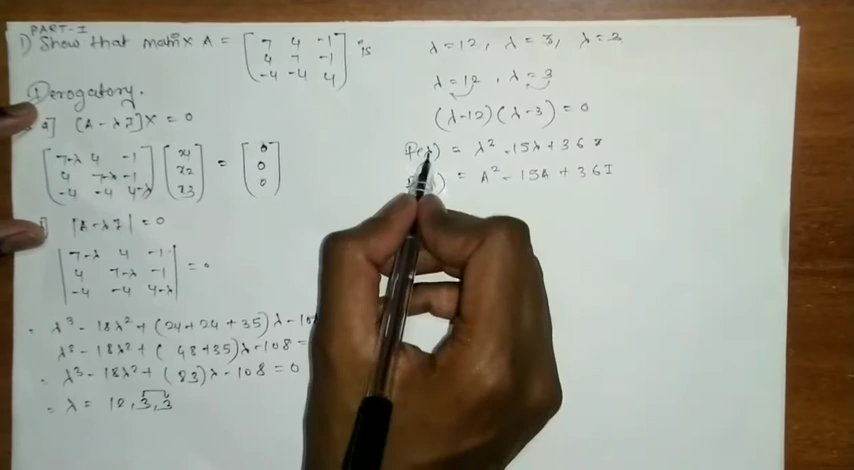 PART-I
1) Show that matrix A = [ 7 4 -1 ; 4 7 -1 ; -4 -4 4 ] is
① Derogatory.
[A-λI]X = 0
[ 7-λ 4 -1 ; 4 7-λ -1 ; -4 -4 4-λ ] [ x1 ; x2 ; x3 ] = [ 0 ; 0 ; 0 ]
|A-λI| = 0
| 7-λ 4 -1 ; 4 7-λ -1 ; -4 -4 4-λ | = 0
= λ³ - 18λ² + (24+24+35)λ - 108
λ³ - 18λ² + (48+35)λ - 108 =
= λ³ - 18λ² + (83)λ - 108 = 0
= λ = 12, 3, 3
λ = 12, λ = 3, λ = 3
λ = 12, λ = 3
(λ-12)(λ-3) = 0
P(λ) = λ² - 15λ + 36
= A² - 15A + 36I